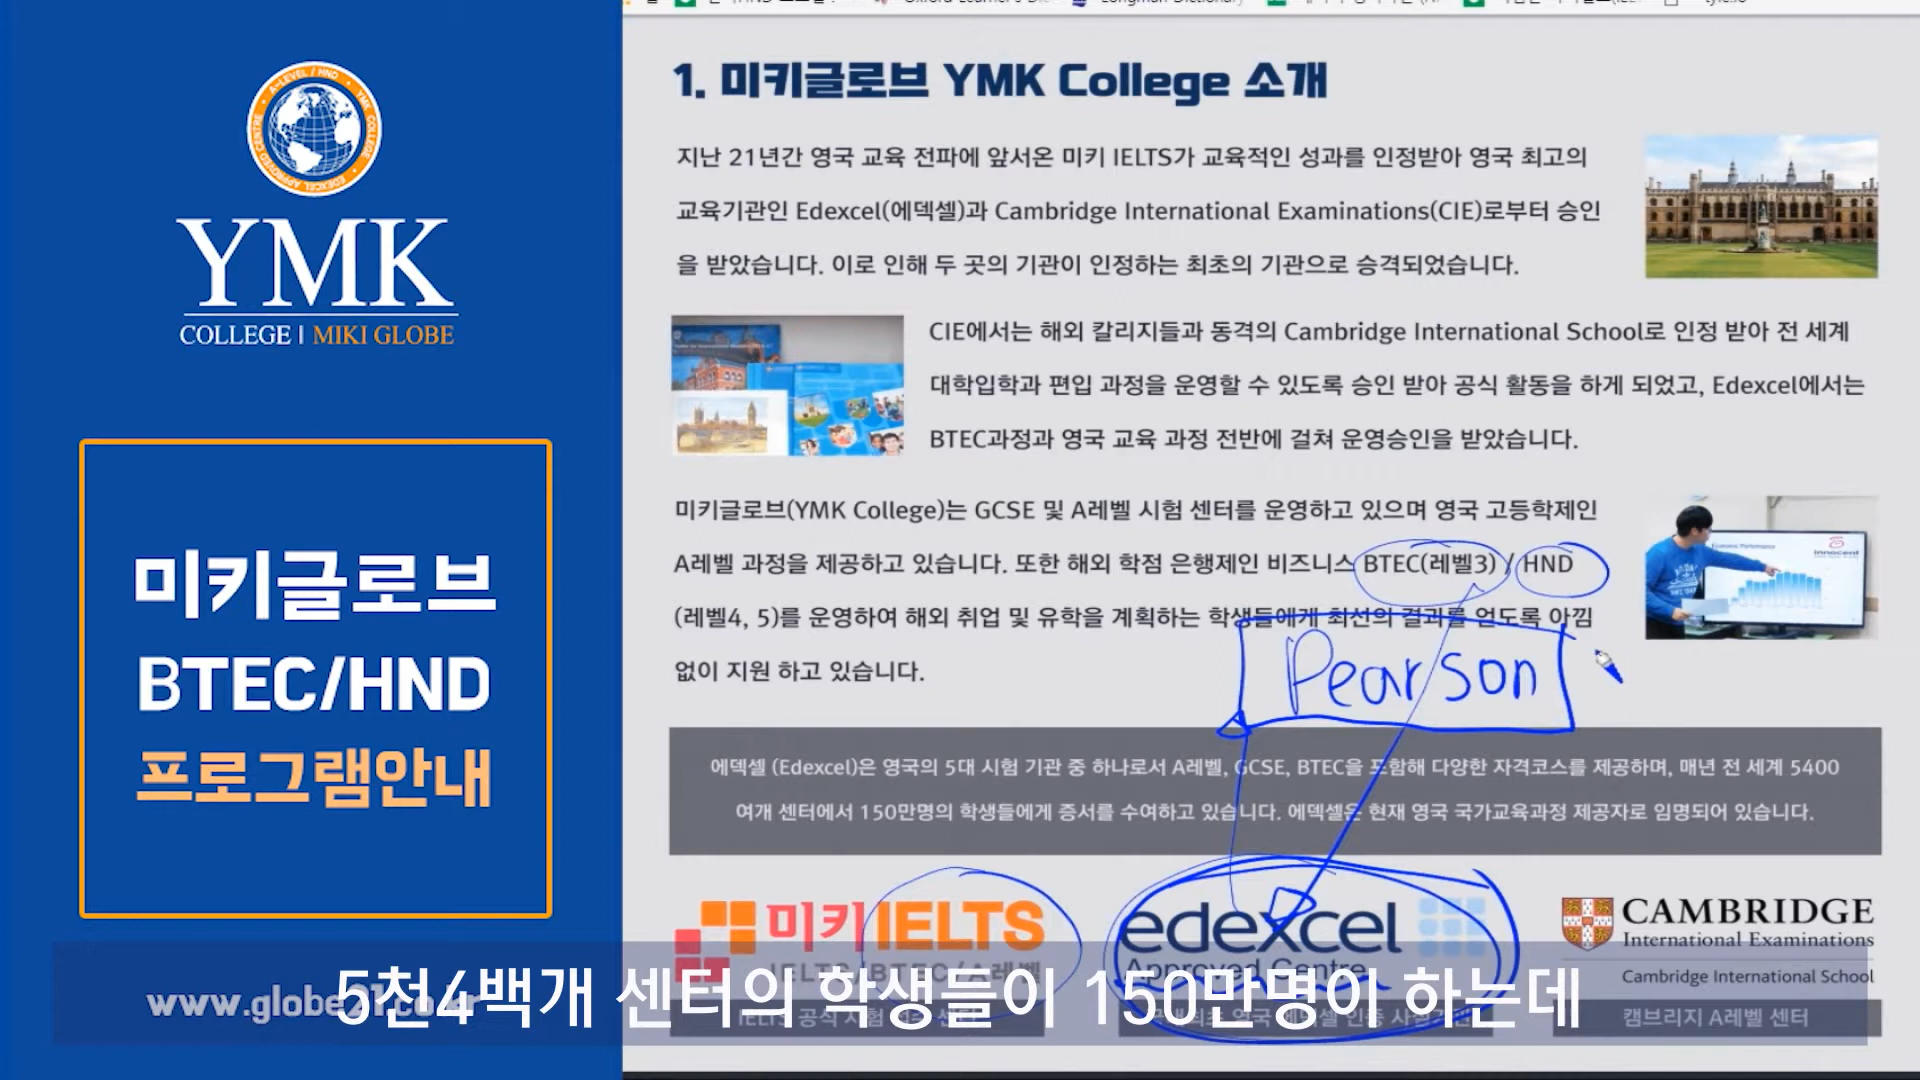 A-LEVEL / HND • YMK COLLEGE • EDEXCEL APPROVED CENTRE
YMK
COLLEGE | MIKI GLOBE
미키글로브
BTEC/HND
프로그램안내
www.globe21.co.kr
1. 미키글로브 YMK College 소개
지난 21년간 영국 교육 전파에 앞서온 미키 IELTS가 교육적인 성과를 인정받아 영국 최고의
교육기관인 Edexcel(에덱셀)과 Cambridge International Examinations(CIE)로부터 승인
을 받았습니다. 이로 인해 두 곳의 기관이 인정하는 최초의 기관으로 승격되었습니다.
CIE에서는 해외 칼리지들과 동격의 Cambridge International School로 인정 받아 전 세계
대학입학과 편입 과정을 운영할 수 있도록 승인 받아 공식 활동을 하게 되었고, Edexcel에서는
BTEC과정과 영국 교육 과정 전반에 걸쳐 운영승인을 받았습니다.
미키글로브(YMK College)는 GCSE 및 A레벨 시험 센터를 운영하고 있으며 영국 고등학제인
A레벨 과정을 제공하고 있습니다. 또한 해외 학점 은행제인 비즈니스 BTEC(레벨3) / HND
(레벨4, 5)를 운영하여 해외 취업 및 유학을 계획하는 학생들에게 최선의 결과를 얻도록 아낌
없이 지원 하고 있습니다.
Pearson
innocent
에덱셀 (Edexcel)은 영국의 5대 시험 기관 중 하나로서 A레벨, GCSE, BTEC을 포함해 다양한 자격코스를 제공하며, 매년 전 세계 5400
여개 센터에서 150만명의 학생들에게 증서를 수여하고 있습니다. 에덱셀은 현재 영국 국가교육과정 제공자로 임명되어 있습니다.
미키IELTS
IELTS/BTEC/A레벨
edexcel
Approved Centre
CAMBRIDGE
International Examinations
Cambridge International School
캠브리지 A레벨 센터
5천4백개 센터의 학생들이 150만명이 하는데